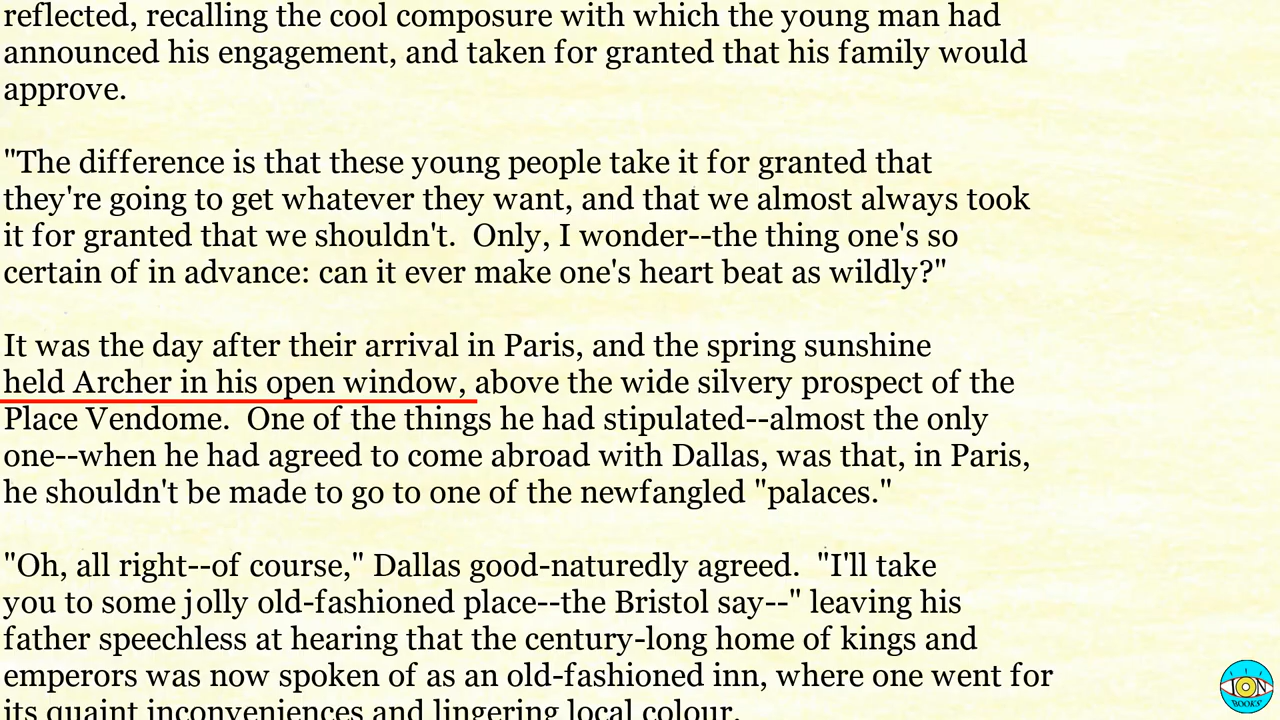 reflected, recalling the cool composure with which the young man had
announced his engagement, and taken for granted that his family would
approve.
"The difference is that these young people take it for granted that
they're going to get whatever they want, and that we almost always took
it for granted that we shouldn't.  Only, I wonder--the thing one's so
certain of in advance: can it ever make one's heart beat as wildly?"
It was the day after their arrival in Paris, and the spring sunshine
held Archer in his open window, above the wide silvery prospect of the
Place Vendome.  One of the things he had stipulated--almost the only
one--when he had agreed to come abroad with Dallas, was that, in Paris,
he shouldn't be made to go to one of the newfangled "palaces."
"Oh, all right--of course," Dallas good-naturedly agreed.  "I'll take
you to some jolly old-fashioned place--the Bristol say--" leaving his
father speechless at hearing that the century-long home of kings and
emperors was now spoken of as an old-fashioned inn, where one went for
its quaint inconveniences and lingering local colour.
ION
BOOKS